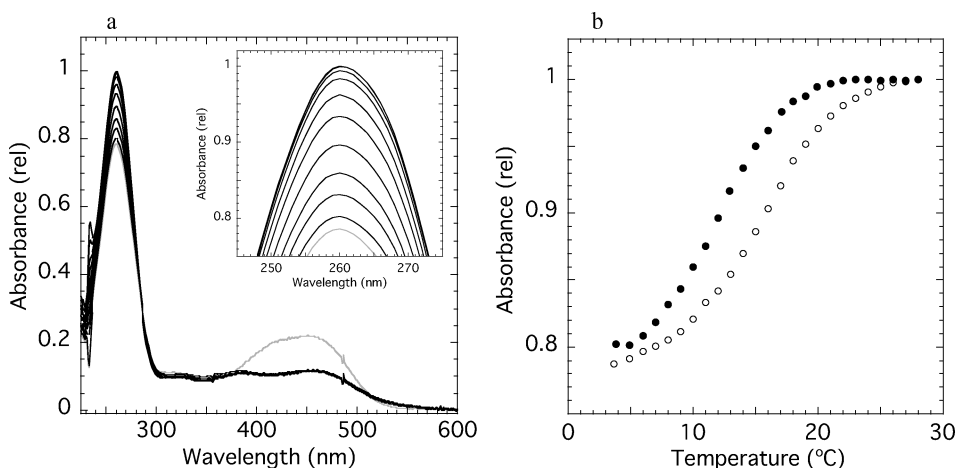 a
b
1
0.8
0.6
0.4
0.2
0
Absorbance (rel)
300
400
500
600
Wavelength (nm)
1
0.9
0.8
Absorbance (rel)
250
260
270
Wavelength (nm)
1
0.9
0.8
Absorbance (rel)
0
10
20
30
Temperature (ºC)